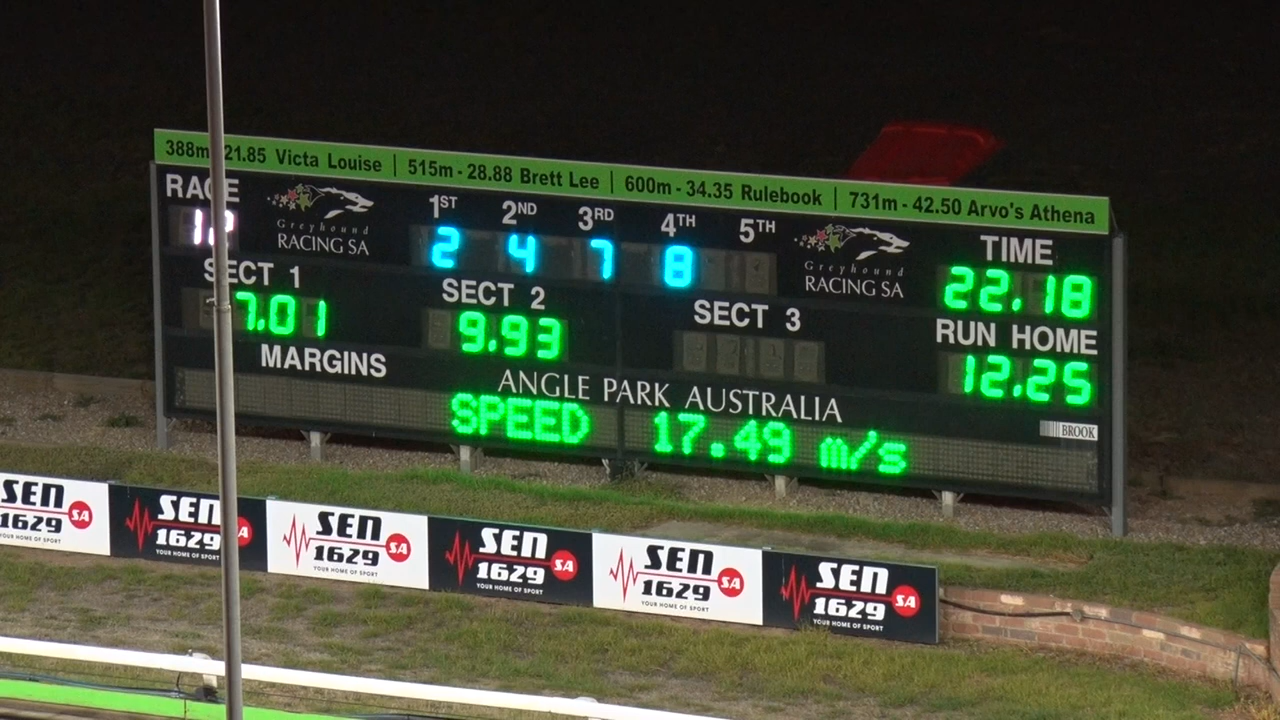 388m 21.85 Victa Louise | 515m - 28.88 Brett Lee | 600m - 34.35 Rulebook | 731m - 42.50 Arvo's Athena
RACE
Greyhound
RACING SA
1ST 2ND 3RD 4TH 5TH
2 4 7 8
Greyhound
RACING SA
TIME
22.18
SECT 1
7.01
SECT 2
9.93
SECT 3
RUN HOME
12.25
MARGINS
ANGLE PARK AUSTRALIA
BROOK
SPEED 17.49 m/s
SEN
1629 SA
YOUR HOME OF SPORT
SEN
1629
YOUR HOME OF SPORT
SEN
1629 SA
YOUR HOME OF SPORT
SEN
1629 SA
YOUR HOME OF SPORT
SEN
1629 SA
YOUR HOME OF SPORT
SEN
1629 SA
YOUR HOME OF SPORT